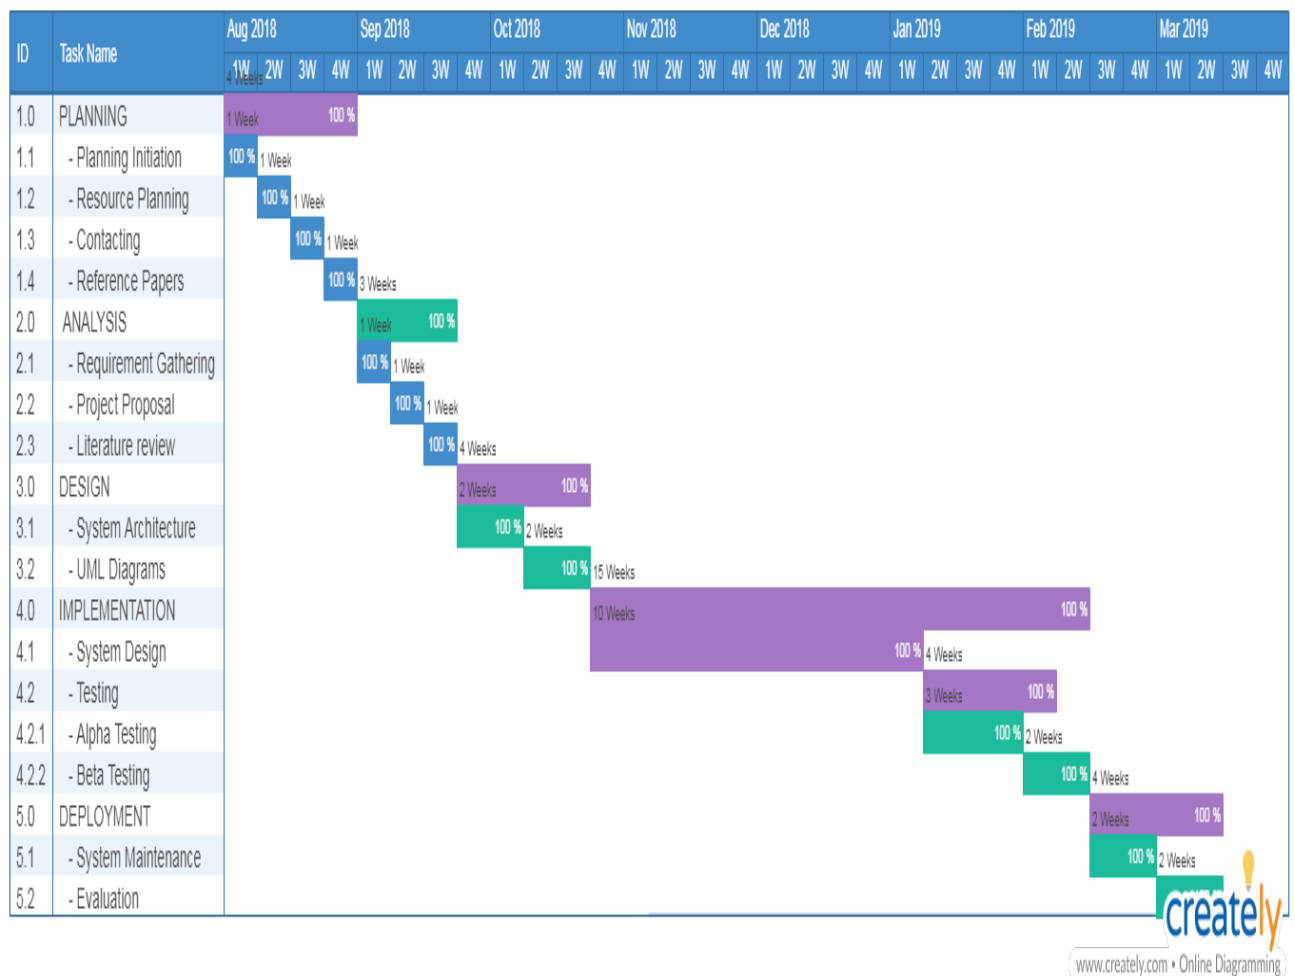 ID Task Name Aug 2018 Sep 2018 Oct 2018 Nov 2018 Dec 2018 Jan 2019 Feb 2019 Mar 2019
1W 2W 3W 4W 1W 2W 3W 4W 1W 2W 3W 4W 1W 2W 3W 4W 1W 2W 3W 4W 1W 2W 3W 4W 1W 2W 3W 4W 1W 2W 3W 4W
4 Weeks
1.0 PLANNING 100 %
1 Week
1.1 - Planning Initiation 100 % 1 Week
1.2 - Resource Planning 100 % 1 Week
1.3 - Contacting 100 % 1 Week
1.4 - Reference Papers 100 % 3 Weeks
2.0 ANALYSIS 1 Week 100 %
2.1 - Requirement Gathering 100 % 1 Week
2.2 - Project Proposal 100 % 1 Week
2.3 - Literature review 100 % 4 Weeks
3.0 DESIGN 2 Weeks 100 %
3.1 - System Architecture 100 % 2 Weeks
3.2 - UML Diagrams 100 % 15 Weeks
4.0 IMPLEMENTATION 10 Weeks 100 %
4.1 - System Design 100 % 4 Weeks
4.2 - Testing 3 Weeks 100 %
4.2.1 - Alpha Testing 100 % 2 Weeks
4.2.2 - Beta Testing 100 % 4 Weeks
5.0 DEPLOYMENT 2 Weeks 100 %
5.1 - System Maintenance 100 % 2 Weeks
5.2 - Evaluation
creately
www.creately.com • Online Diagramming